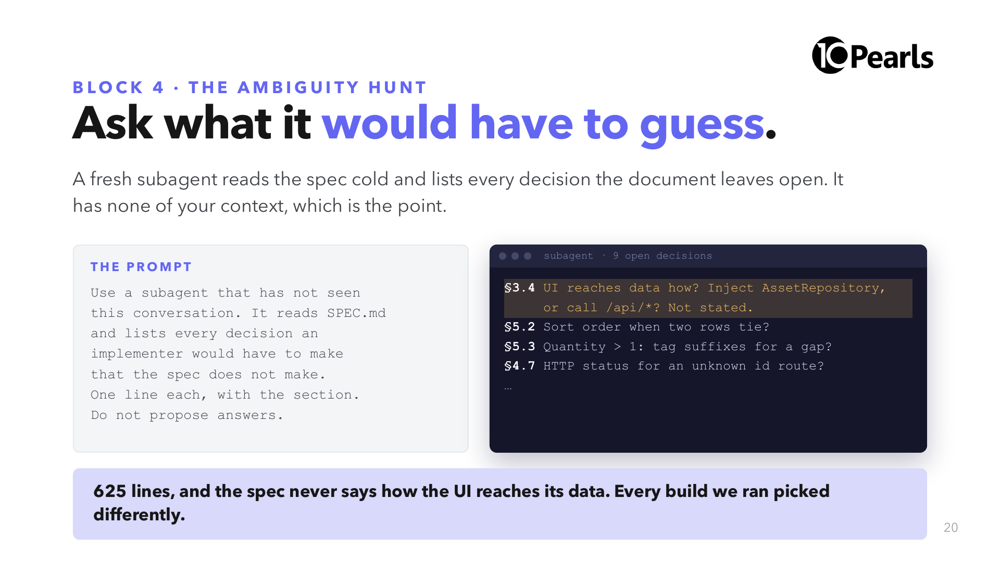 10Pearls
BLOCK 4 · THE AMBIGUITY HUNT
Ask what it would have to guess.
A fresh subagent reads the spec cold and lists every decision the document leaves open. It
has none of your context, which is the point.
THE PROMPT
Use a subagent that has not seen
this conversation. It reads SPEC.md
and lists every decision an
implementer would have to make
that the spec does not make.
One line each, with the section.
Do not propose answers.
subagent · 9 open decisions
§3.4 UI reaches data how? Inject AssetRepository,
or call /api/*? Not stated.
§5.2 Sort order when two rows tie?
§5.3 Quantity > 1: tag suffixes for a gap?
§4.7 HTTP status for an unknown id route?
…
625 lines, and the spec never says how the UI reaches its data. Every build we ran picked
differently.
20